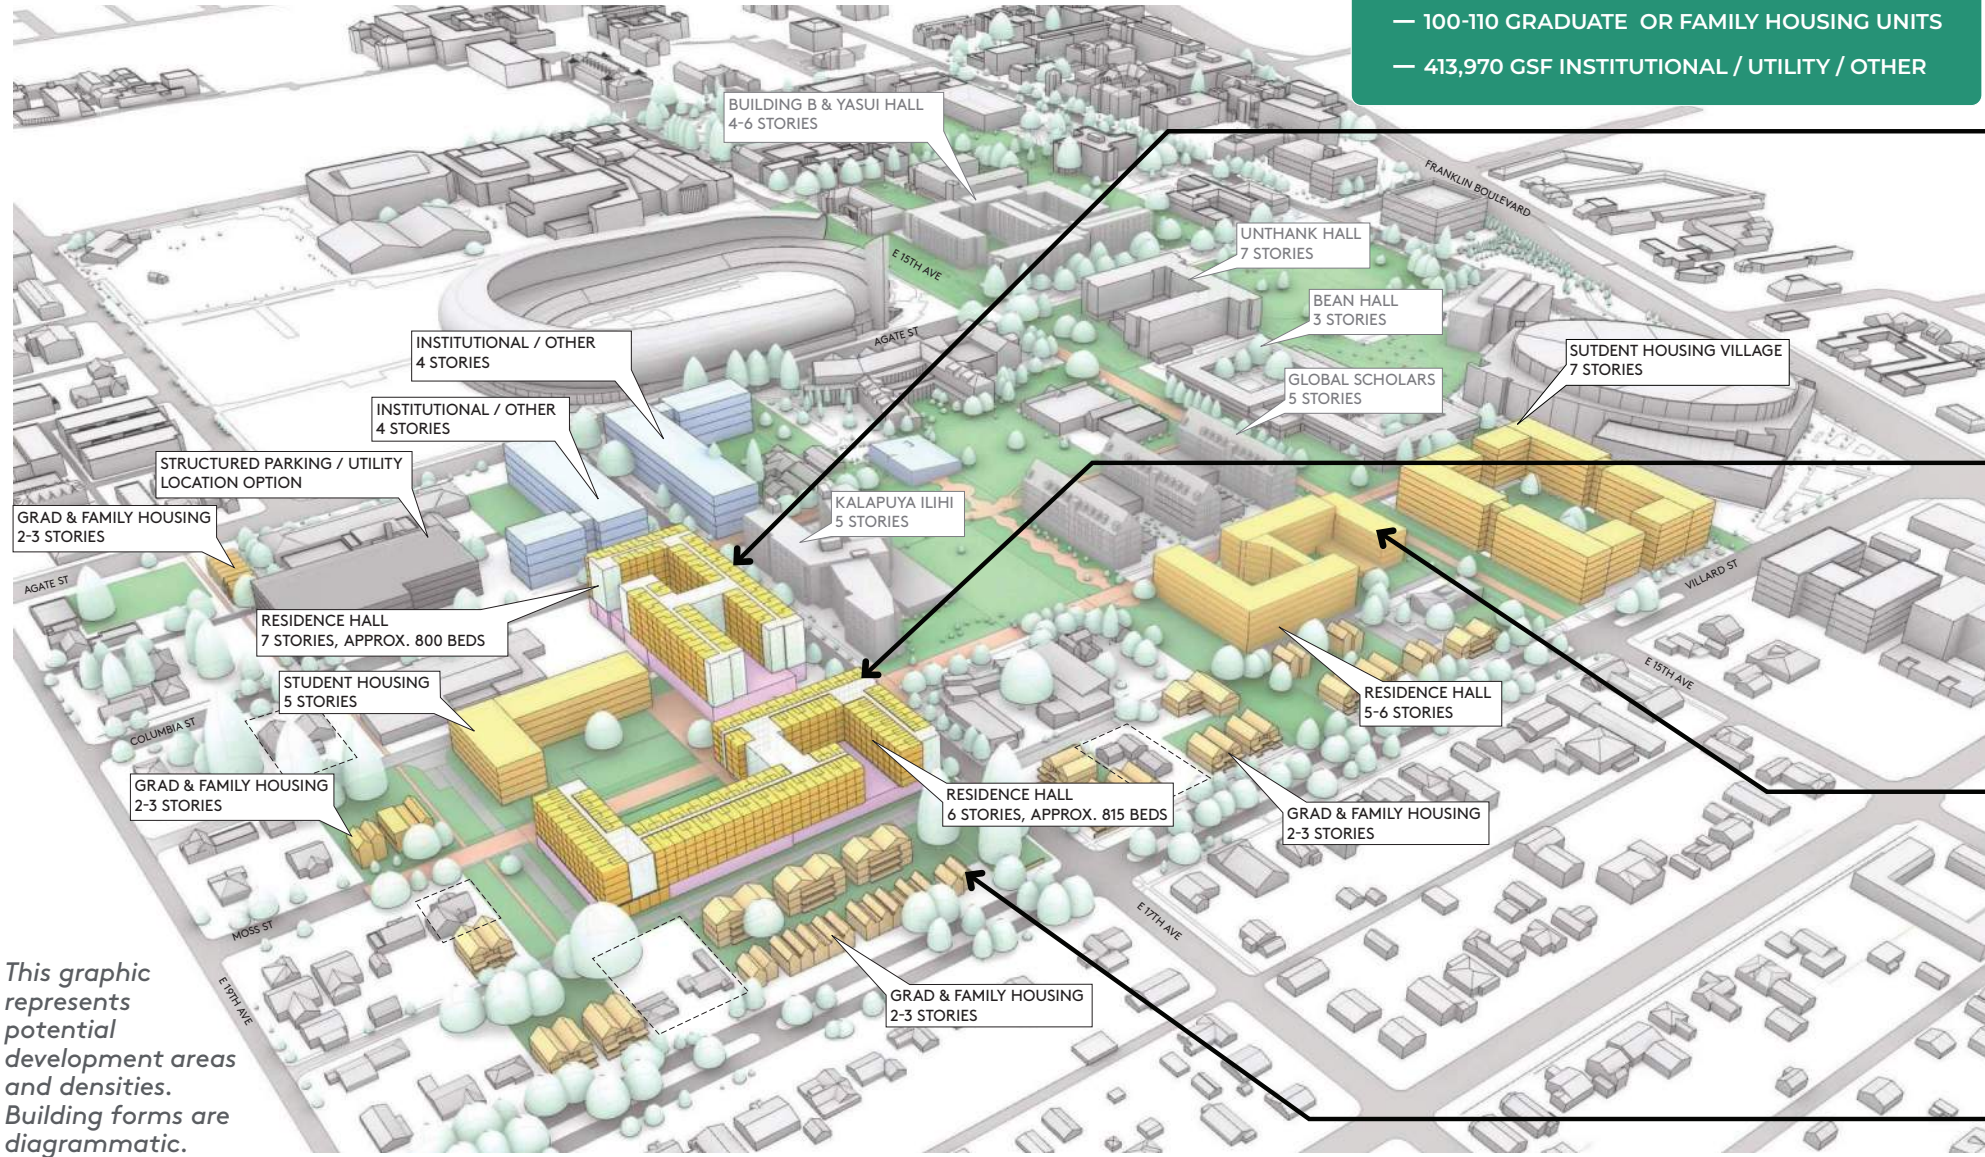 — 100-110 GRADUATE OR FAMILY HOUSING UNITS
— 413,970 GSF INSTITUTIONAL / UTILITY / OTHER
BUILDING B & YASUI HALL
4-6 STORIES
FRANKLIN BOULEVARD
UNTHANK HALL
7 STORIES
E 15TH AVE
BEAN HALL
3 STORIES
AGATE ST
INSTITUTIONAL / OTHER
4 STORIES
SUTDENT HOUSING VILLAGE
7 STORIES
GLOBAL SCHOLARS
5 STORIES
INSTITUTIONAL / OTHER
4 STORIES
STRUCTURED PARKING / UTILITY
LOCATION OPTION
KALAPUYA ILIHI
5 STORIES
GRAD & FAMILY HOUSING
2-3 STORIES
AGATE ST
VILLARD ST
RESIDENCE HALL
7 STORIES, APPROX. 800 BEDS
E 15TH AVE
STUDENT HOUSING
5 STORIES
RESIDENCE HALL
5-6 STORIES
COLUMBIA ST
GRAD & FAMILY HOUSING
2-3 STORIES
RESIDENCE HALL
6 STORIES, APPROX. 815 BEDS
GRAD & FAMILY HOUSING
2-3 STORIES
MOSS ST
E 17TH AVE
E 19TH AVE
GRAD & FAMILY HOUSING
2-3 STORIES
This graphic
represents
potential
development areas
and densities.
Building forms are
diagrammatic.